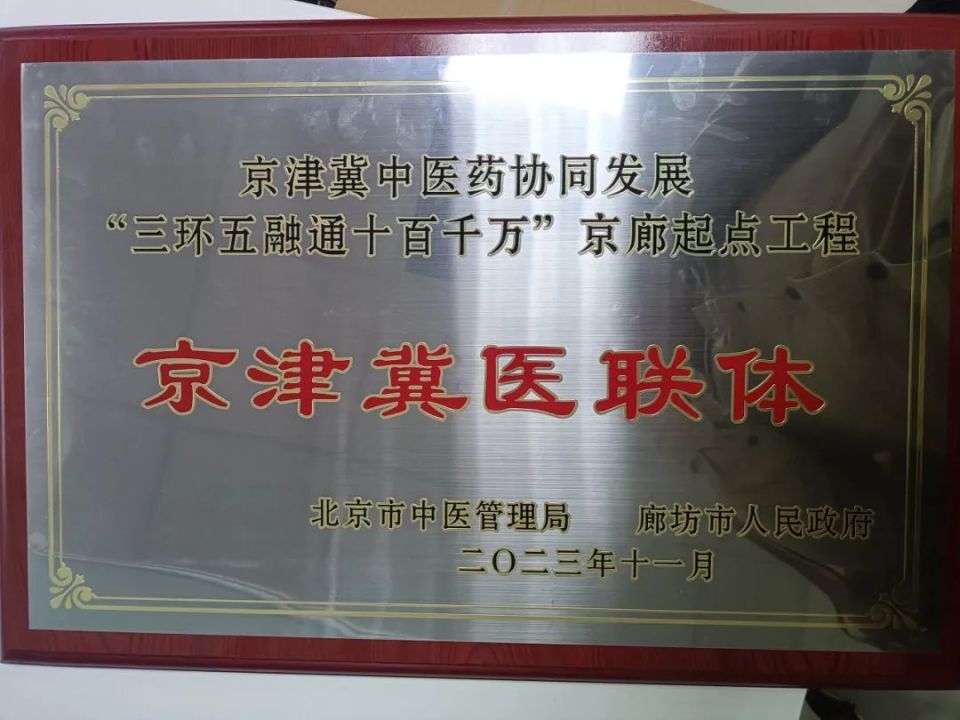 京津冀中医药协同发展
“三环五融通十百千万”京廊起点工程
京津冀医联体
北京市中医管理局 廊坊市人民政府
二〇二三年十一月